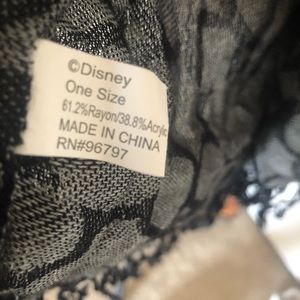 ©Disney
One Size
61.2%Rayon/38.8%Acrylic
MADE IN CHINA
RN#96797